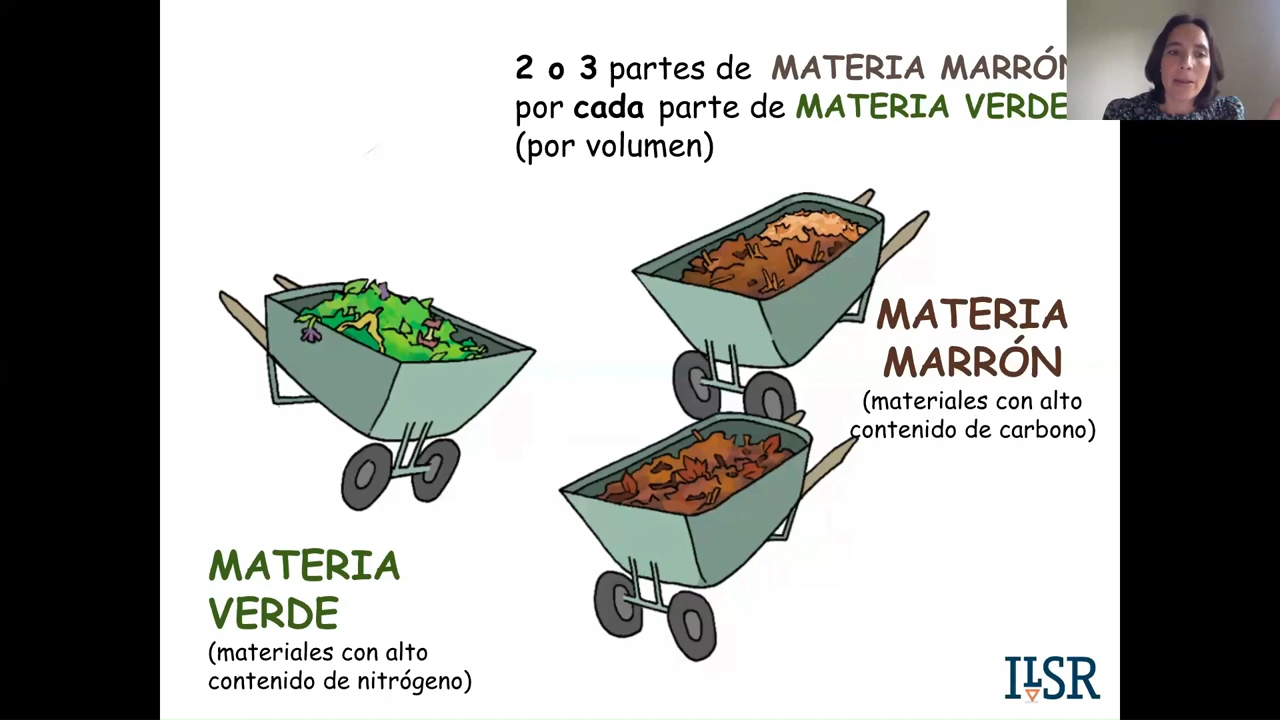 2 o 3 partes de MATERIA MARRÓN
por cada parte de MATERIA VERDE
(por volumen)
MATERIA
MARRÓN
(materiales con alto
contenido de carbono)
MATERIA
VERDE
(materiales con alto
contenido de nitrógeno)
ILSR